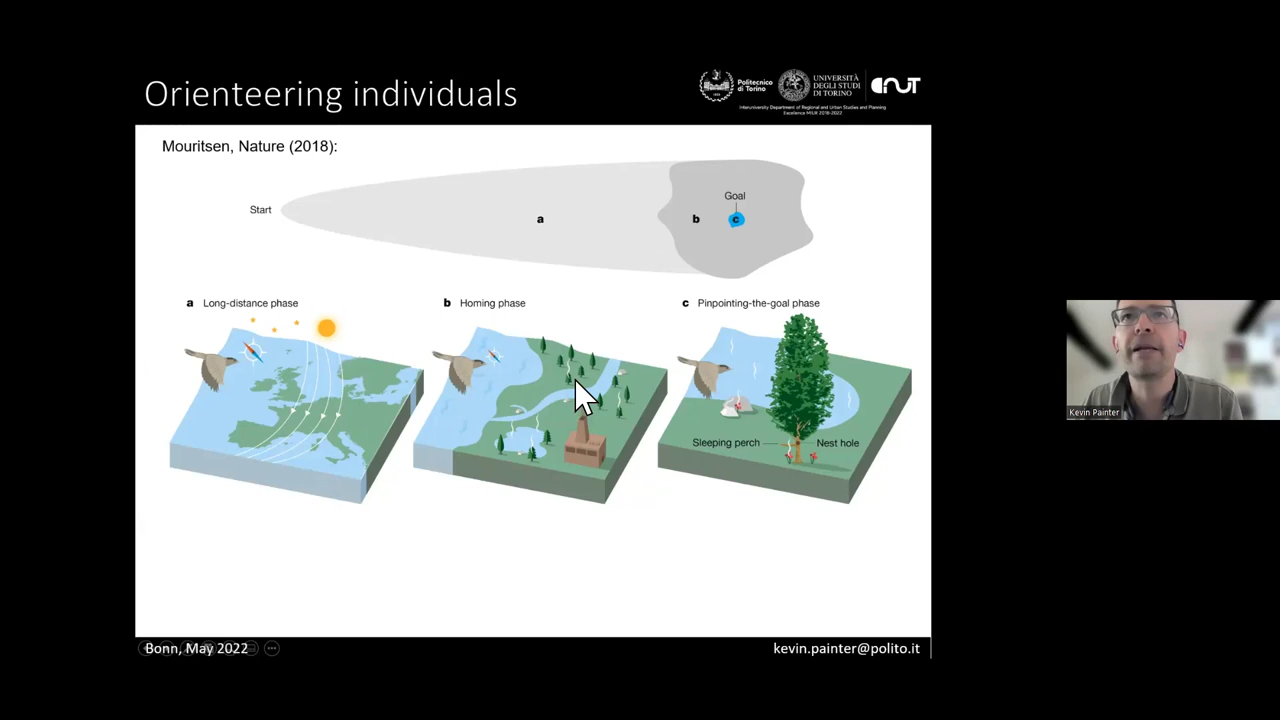 Orienteering individuals
Politecnico
di Torino
UNIVERSITÀ
DEGLI STUDI
DI TORINO
Interuniversity Department of Regional and Urban Studies and Planning
Excellence MIUR 2018-2022
Mouritsen, Nature (2018):
Start
a
b
Goal
c
a Long-distance phase
b Homing phase
c Pinpointing-the-goal phase
Sleeping perch
Nest hole
Kevin Painter
Bonn, May 2022
kevin.painter@polito.it